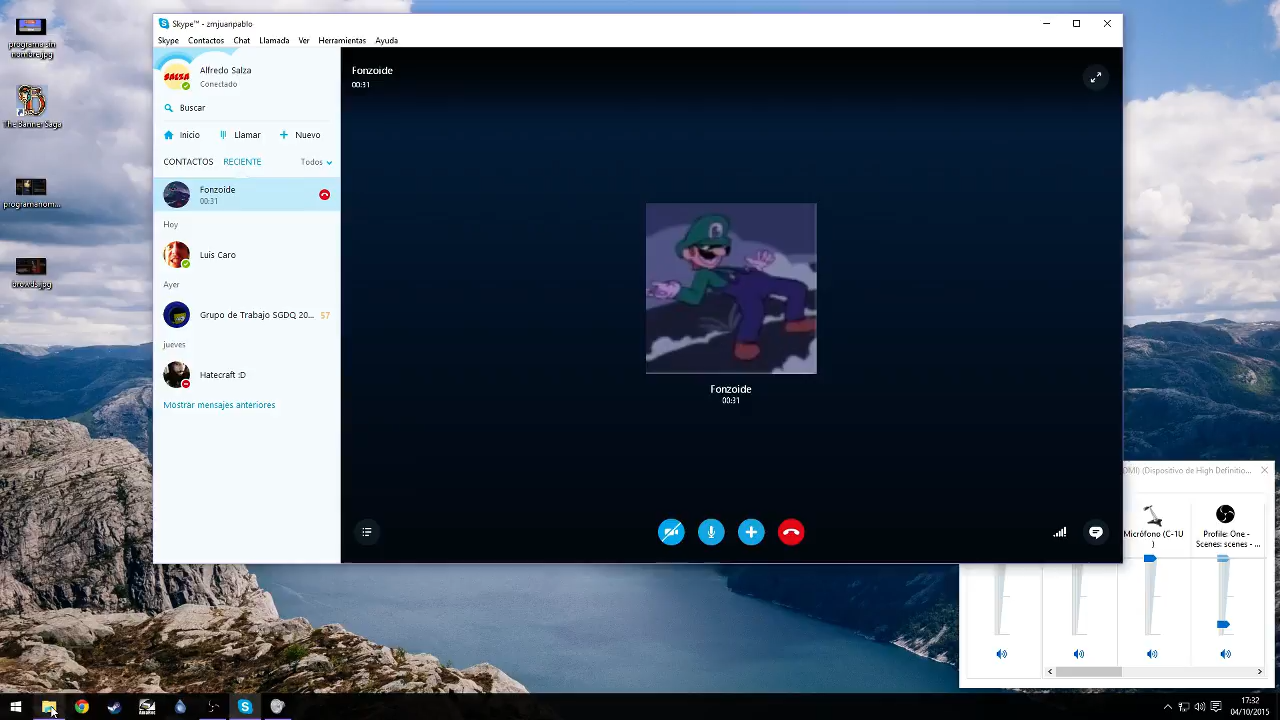 programa sin
nombre.jpg
The Banner Saga
programanom...
Skype™ - zmjuanpablo
Skype Contactos Chat Llamada Ver Herramientas Ayuda
SALZA
Alfredo Salza
Conectado
Buscar
Inicio Llamar Nuevo
CONTACTOS RECIENTE Todos
Fonzoide
00:31
Hoy
Luis Caro
Ayer
Grupo de Trabajo SGDQ 20... 57
jueves
Hatecraft :D
Mostrar mensajes anteriores
Fonzoide
00:31
L
Fonzoide
00:31
(Dispositivo de High Definitio...
Micrófono (C-1U
)
Profile: One -
Scenes: scenes - ...
17:32
04/10/2015